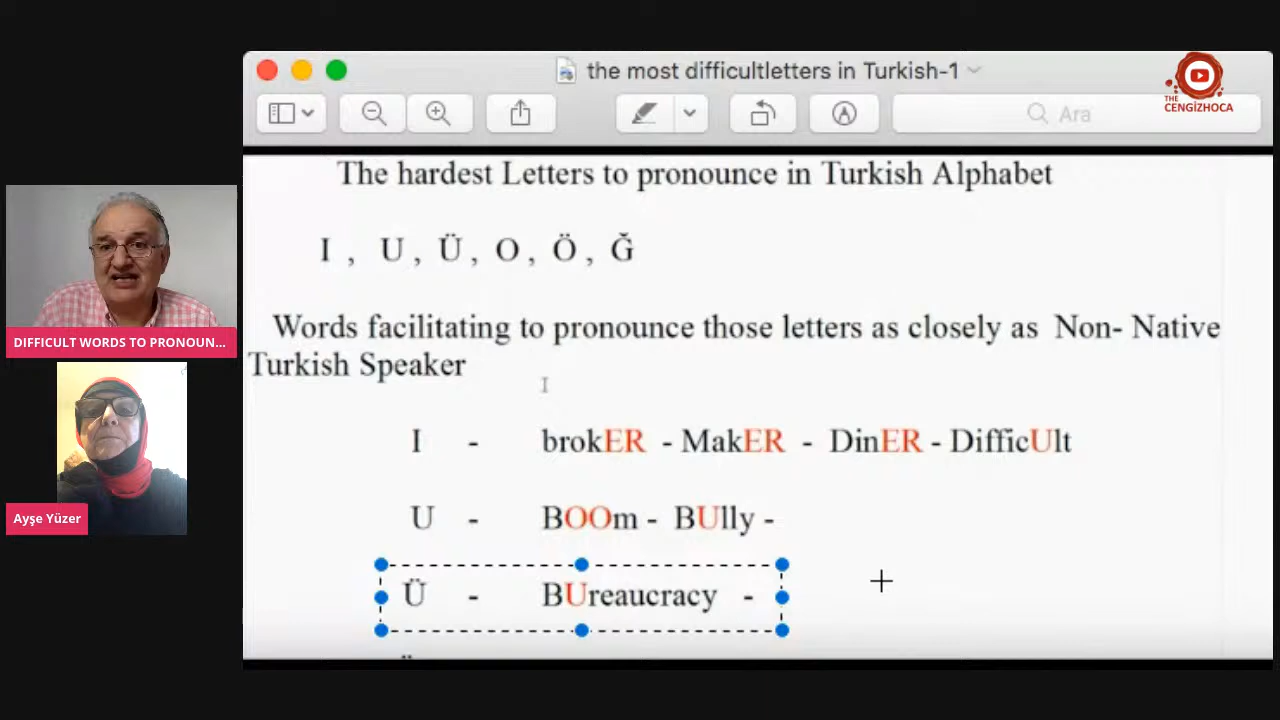 the most difficultletters in Turkish-1
THE
CENGİZHOCA
Ara
The hardest Letters to pronounce in Turkish Alphabet
I , U , Ü , O , Ö , Ğ
Words facilitating to pronounce those letters as closely as Non- Native
Turkish Speaker
I - brokER - MakER - DinER - DifficUlt
U - BOOm - BUlly -
Ü - BUreaucracy -
DIFFICULT WORDS TO PRONOUN...
Ayşe Yüzer